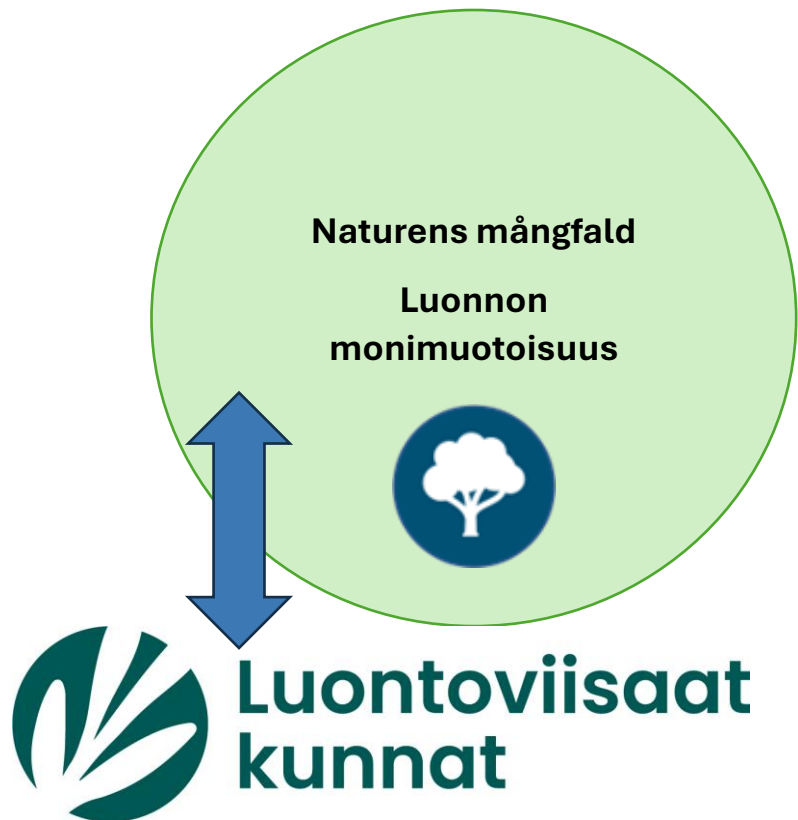 Naturens mångfald
Luonnon
monimuotoisuus
Luontoviisaat
kunnat